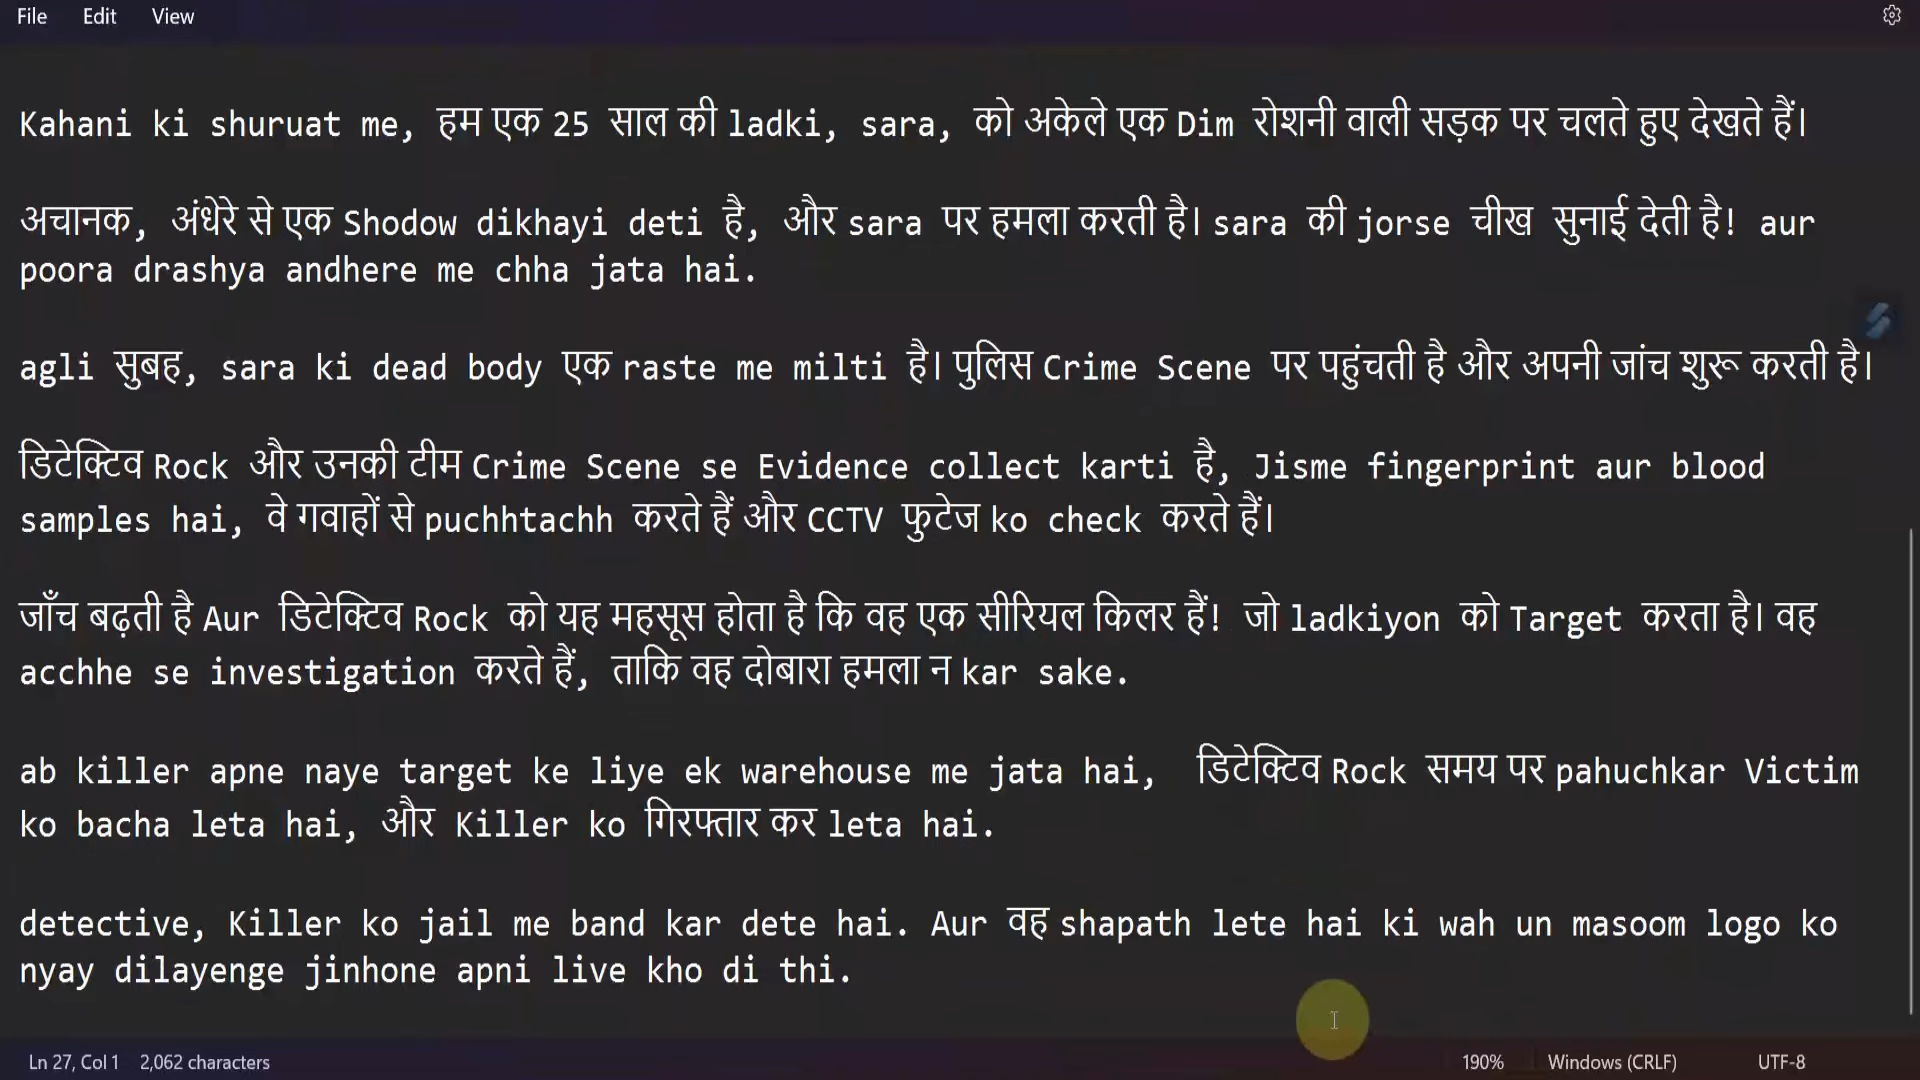 File Edit View
Kahani ki shuruat me, हम एक 25 साल की ladki, sara, को अकेले एक Dim रोशनी वाली सड़क पर चलते हुए देखते हैं।
अचानक, अंधेरे से एक Shodow dikhayi deti है, और sara पर हमला करती है। sara की jorse चीख सुनाई देती है! aur
poora drashya andhere me chha jata hai.
agli सुबह, sara ki dead body एक raste me milti है। पुलिस Crime Scene पर पहुंचती है और अपनी जांच शुरू करती है।
डिटेक्टिव Rock और उनकी टीम Crime Scene se Evidence collect karti है, Jisme fingerprint aur blood
samples hai, वे गवाहों से puchhtachh करते हैं और CCTV फुटेज ko check करते हैं।
जाँच बढ़ती है Aur डिटेक्टिव Rock को यह महसूस होता है कि वह एक सीरियल किलर हैं! जो ladkiyon को Target करता है। वह
acchhe se investigation करते हैं, ताकि वह दोबारा हमला न kar sake.
ab killer apne naye target ke liye ek warehouse me jata hai, डिटेक्टिव Rock समय पर pahuchkar Victim
ko bacha leta hai, और Killer ko गिरफ्तार कर leta hai.
detective, Killer ko jail me band kar dete hai. Aur वह shapath lete hai ki wah un masoom logo ko
nyay dilayenge jinhone apni live kho di thi.
Ln 27, Col 1 2,062 characters 190% Windows (CRLF) UTF-8